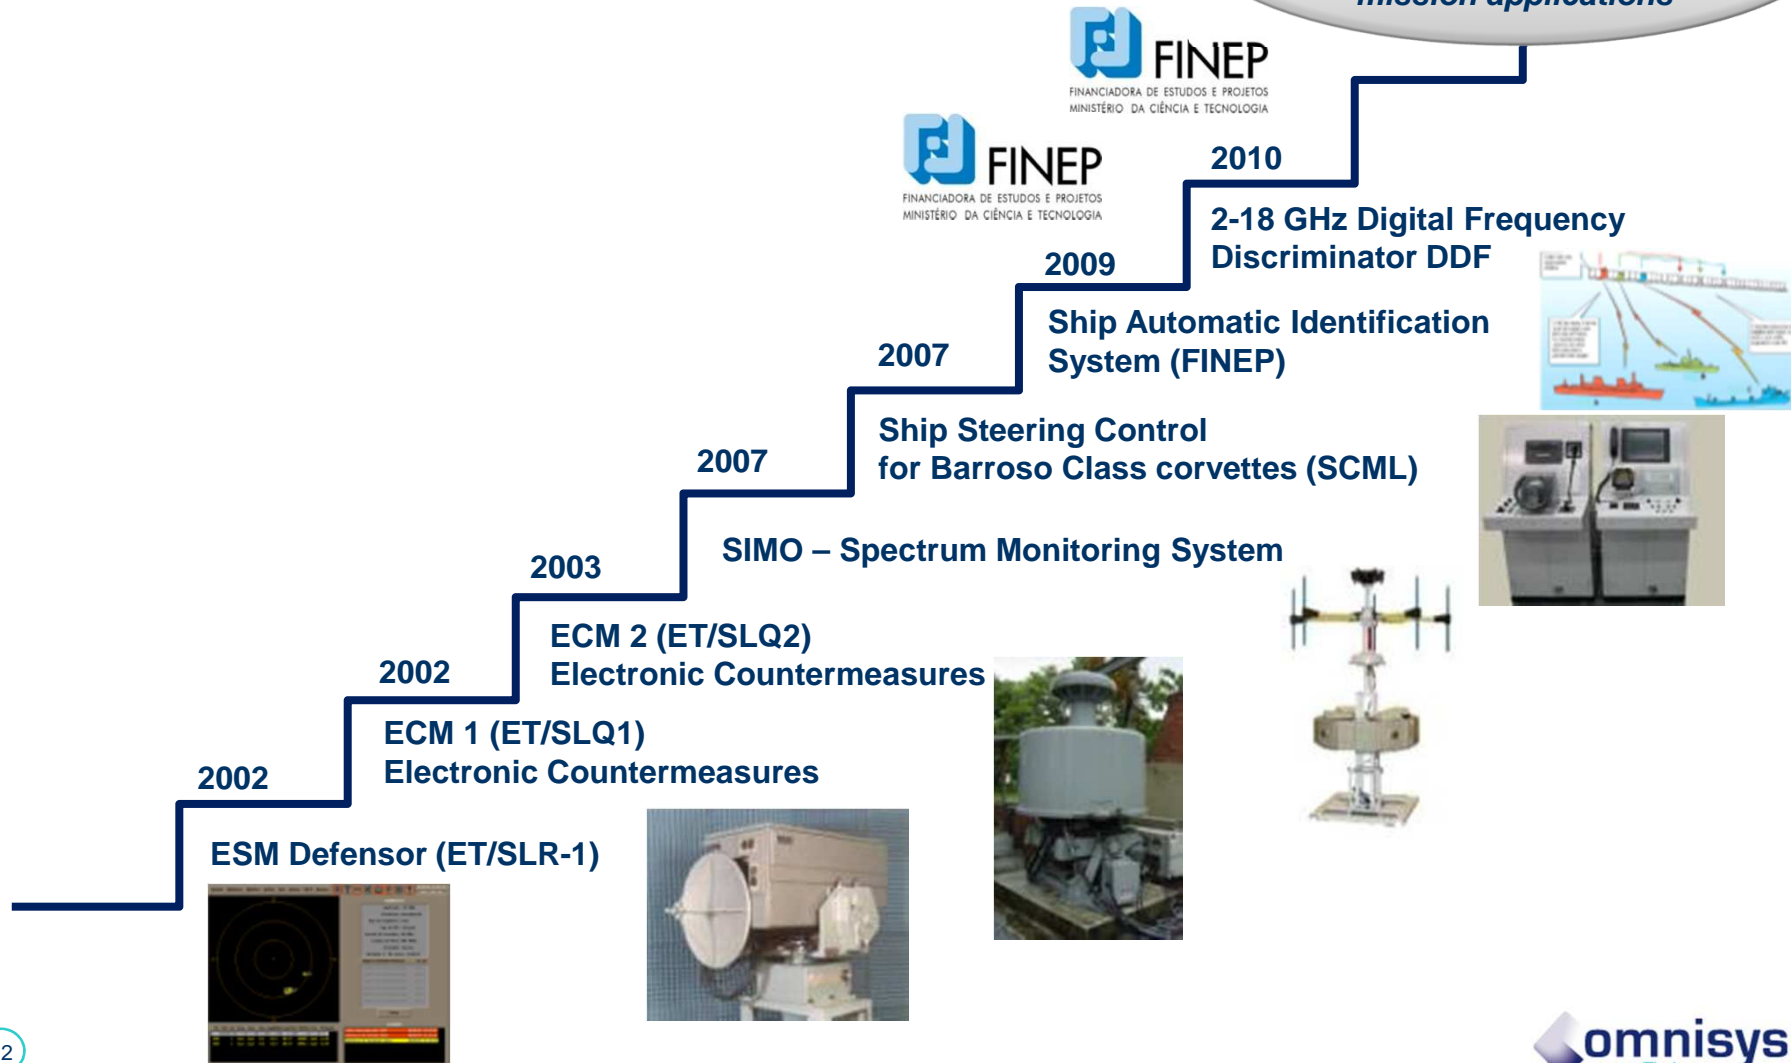 mission applications
FINEP
FINANCIADORA DE ESTUDOS E PROJETOS
MINISTÉRIO DA CIÊNCIA E TECNOLOGIA
FINEP
FINANCIADORA DE ESTUDOS E PROJETOS
MINISTÉRIO DA CIÊNCIA E TECNOLOGIA
2010
2-18 GHz Digital Frequency
Discriminator DDF
2009
Ship Automatic Identification
System (FINEP)
2007
Ship Steering Control
for Barroso Class corvettes (SCML)
2007
SIMO – Spectrum Monitoring System
2003
ECM 2 (ET/SLQ2)
Electronic Countermeasures
2002
ECM 1 (ET/SLQ1)
Electronic Countermeasures
2002
ESM Defensor (ET/SLR-1)
2
omnisys